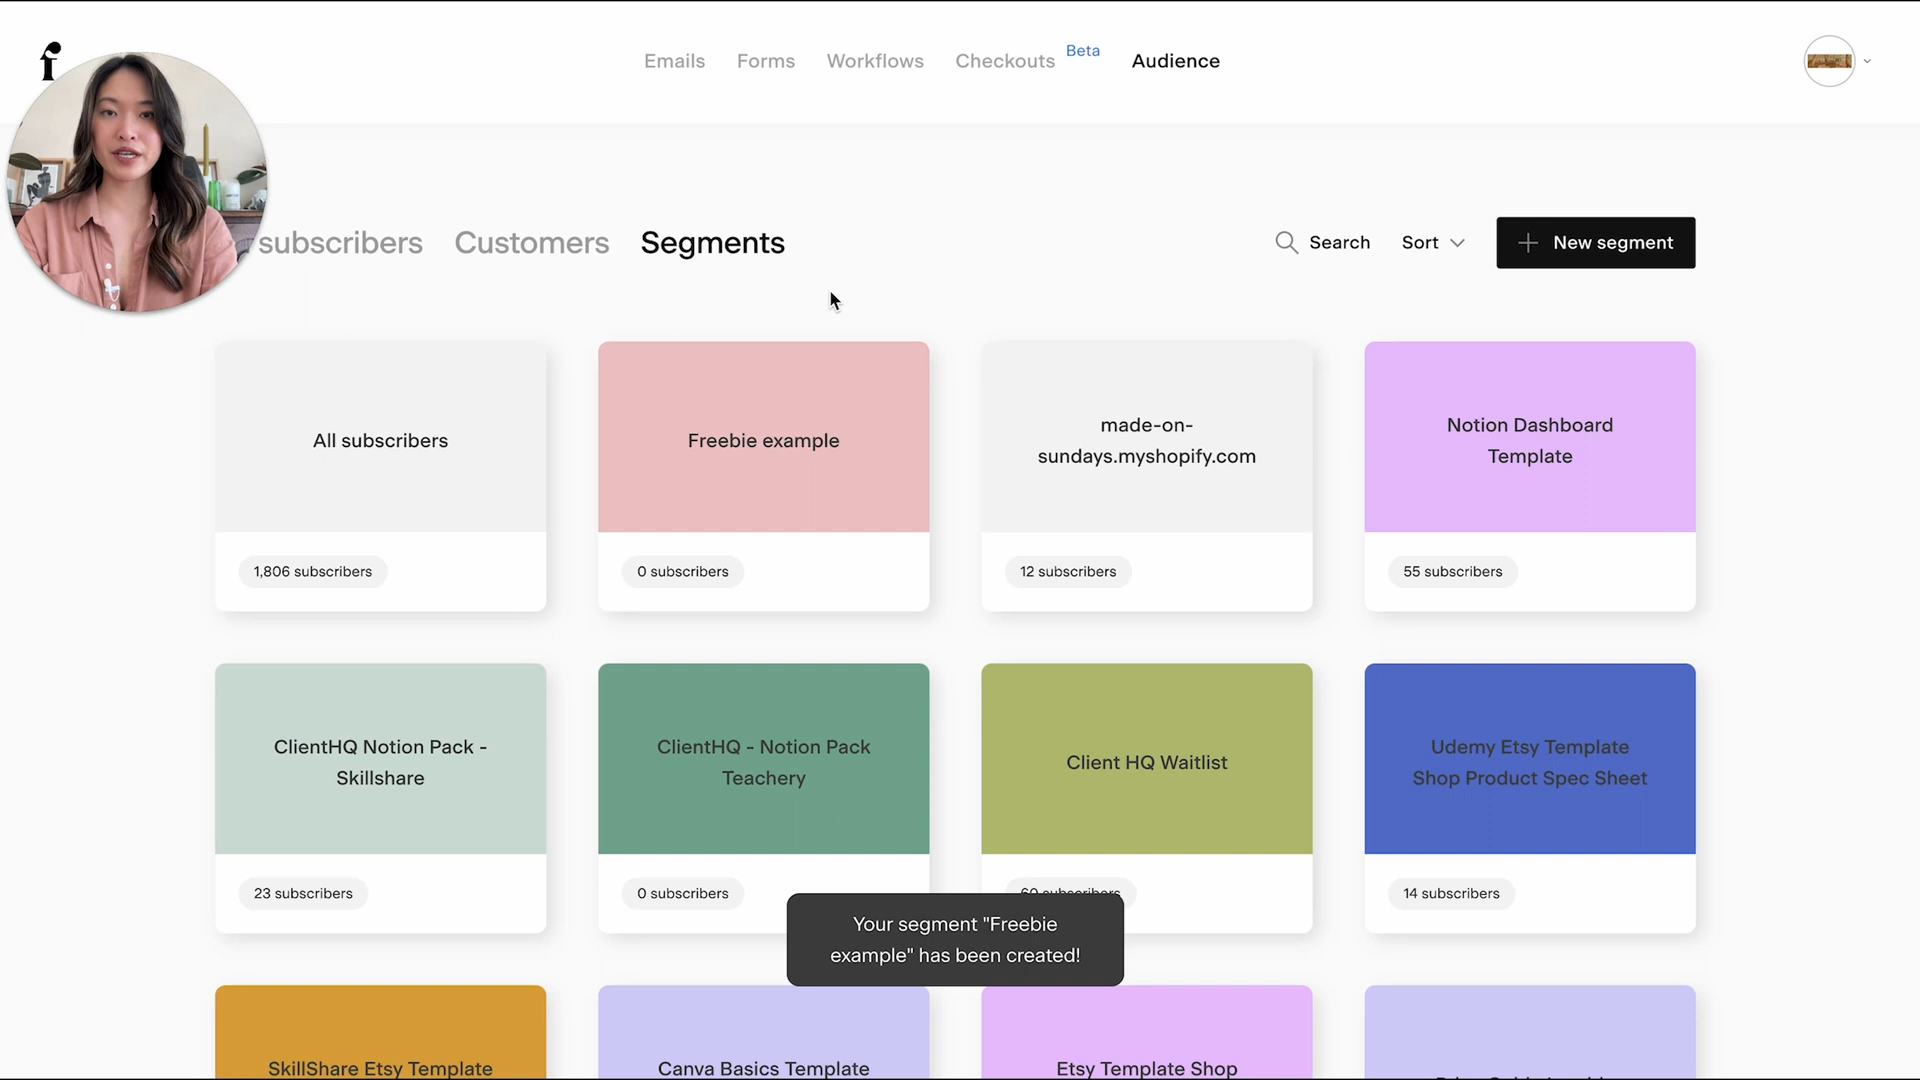 f
Emails Forms Workflows Checkouts Beta Audience
subscribers Customers Segments
Search Sort New segment
All subscribers
1,806 subscribers
Freebie example
0 subscribers
made-on-
sundays.myshopify.com
12 subscribers
Notion Dashboard
Template
55 subscribers
ClientHQ Notion Pack -
Skillshare
23 subscribers
ClientHQ - Notion Pack
Teachery
0 subscribers
Client HQ Waitlist
60 subscribers
Udemy Etsy Template
Shop Product Spec Sheet
14 subscribers
Your segment "Freebie
example" has been created!
SkillShare Etsy Template
Canva Basics Template
Etsy Template Shop